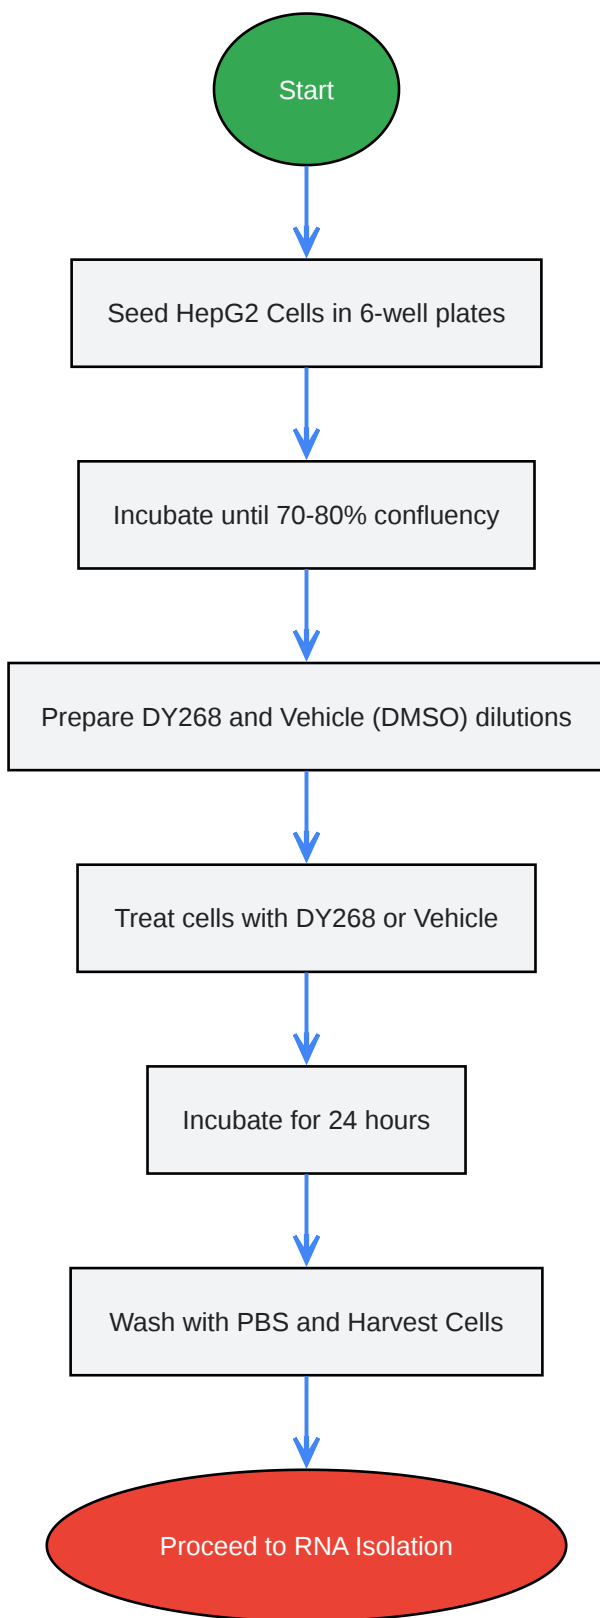 Start
Seed HepG2 Cells in 6-well plates
Incubate until 70-80% confluency
Prepare DY268 and Vehicle (DMSO) dilutions
Treat cells with DY268 or Vehicle
Incubate for 24 hours
Wash with PBS and Harvest Cells
Proceed to RNA Isolation